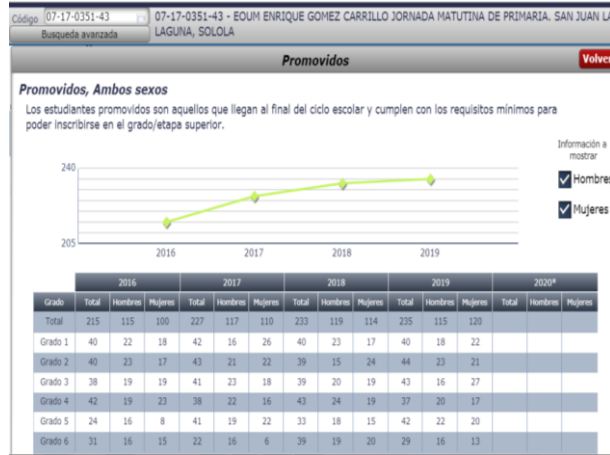 Código 07-17-0351-43 07-17-0351-43 - EOUM ENRIQUE GOMEZ CARRILLO JORNADA MATUTINA DE PRIMARIA. SAN JUAN LA
Busqueda avanzada LAGUNA, SOLOLA
Promovidos Volver
Promovidos, Ambos sexos
Los estudiantes promovidos son aquellos que llegan al final del ciclo escolar y cumplen con los requisitos mínimos para
poder inscribirse en el grado/etapa superior.
Información a
mostrar
240
Hombres
Mujeres
205
2016 2017 2018 2019
2016 2017 2018 2019 2020*
Grado Total Hombres Mujeres Total Hombres Mujeres Total Hombres Mujeres Total Hombres Mujeres Total Hombres Mujeres
Total 215 115 100 227 117 110 233 119 114 235 115 120
Grado 1 40 22 18 42 16 26 40 23 17 40 18 22
Grado 2 40 23 17 43 21 22 39 15 24 44 23 21
Grado 3 38 19 19 41 23 18 39 20 19 43 16 27
Grado 4 42 19 23 38 22 16 43 24 19 37 20 17
Grado 5 24 16 8 41 19 22 33 18 15 42 22 20
Grado 6 31 16 15 22 16 6 39 19 20 29 16 13